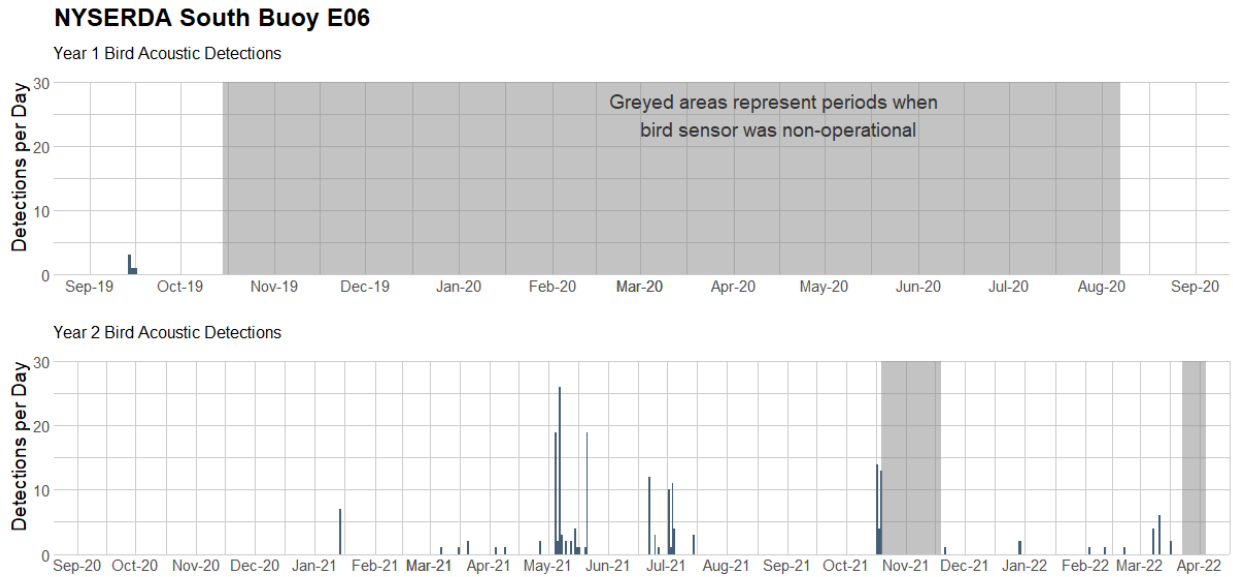 NYSERDA South Buoy E06
Year 1 Bird Acoustic Detections
Detections per Day
30
20
10
0
Greyed areas represent periods when
bird sensor was non-operational
Sep-19 Oct-19 Nov-19 Dec-19 Jan-20 Feb-20 Mar-20 Apr-20 May-20 Jun-20 Jul-20 Aug-20 Sep-20
Year 2 Bird Acoustic Detections
Detections per Day
30
20
10
0
Sep-20 Oct-20 Nov-20 Dec-20 Jan-21 Feb-21 Mar-21 Apr-21 May-21 Jun-21 Jul-21 Aug-21 Sep-21 Oct-21 Nov-21 Dec-21 Jan-22 Feb-22 Mar-22 Apr-22